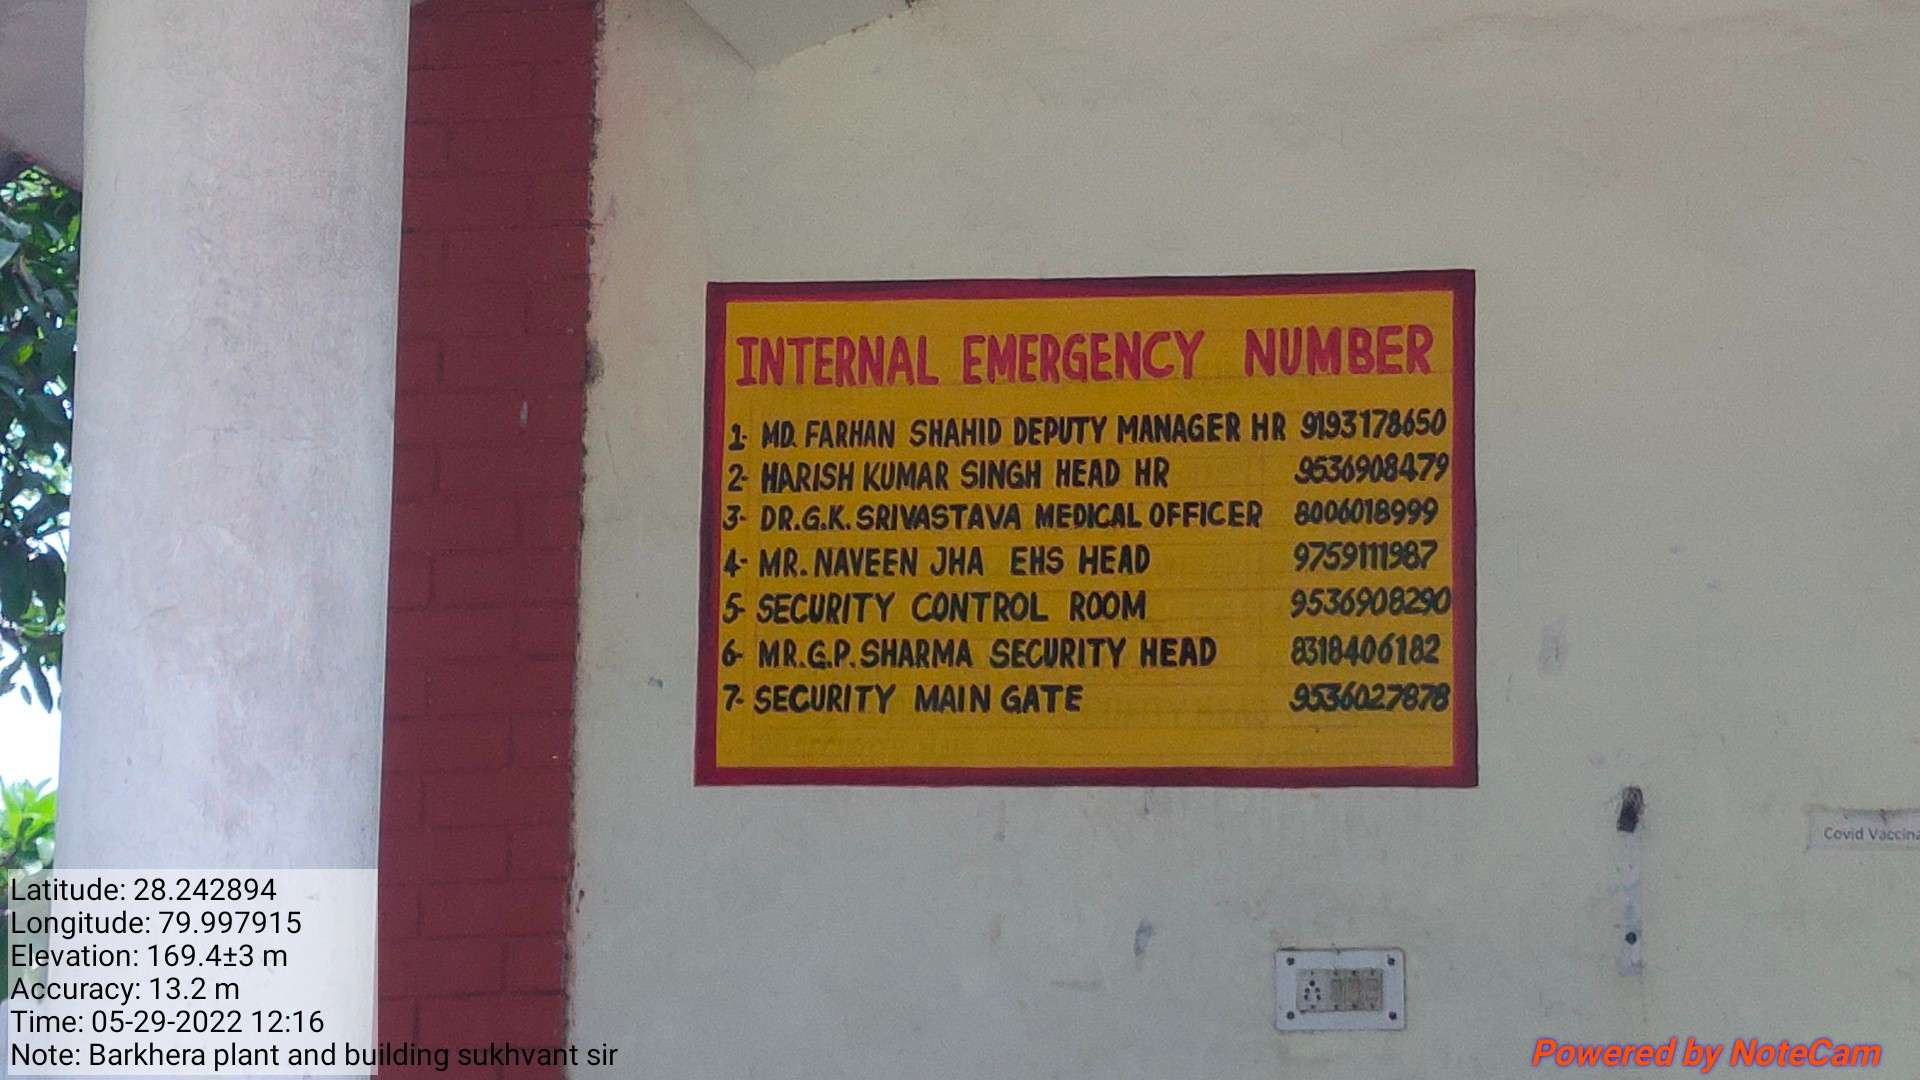 INTERNAL EMERGENCY NUMBER
1- MD. FARHAN SHAHID DEPUTY MANAGER HR 9193178650
2- HARISH KUMAR SINGH HEAD HR 9536908479
3- DR.G.K.SRIVASTAVA MEDICAL OFFICER 8006018999
4- MR. NAVEEN JHA EHS HEAD 9759111987
5- SECURITY CONTROL ROOM 9536908290
6- MR.G.P.SHARMA SECURITY HEAD 8318406182
7- SECURITY MAIN GATE 9536027878
Covid Vaccina
Latitude: 28.242894
Longitude: 79.997915
Elevation: 169.4±3 m
Accuracy: 13.2 m
Time: 05-29-2022 12:16
Note: Barkhera plant and building sukhvant sir
Powered by NoteCam